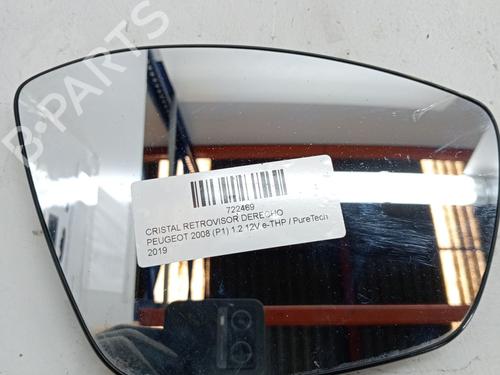 B-PARTS
722469
CRISTAL RETROVISOR DERECHO
PEUGEOT 2008 (P1) 1.2 12V e-THP / PureTech
2019